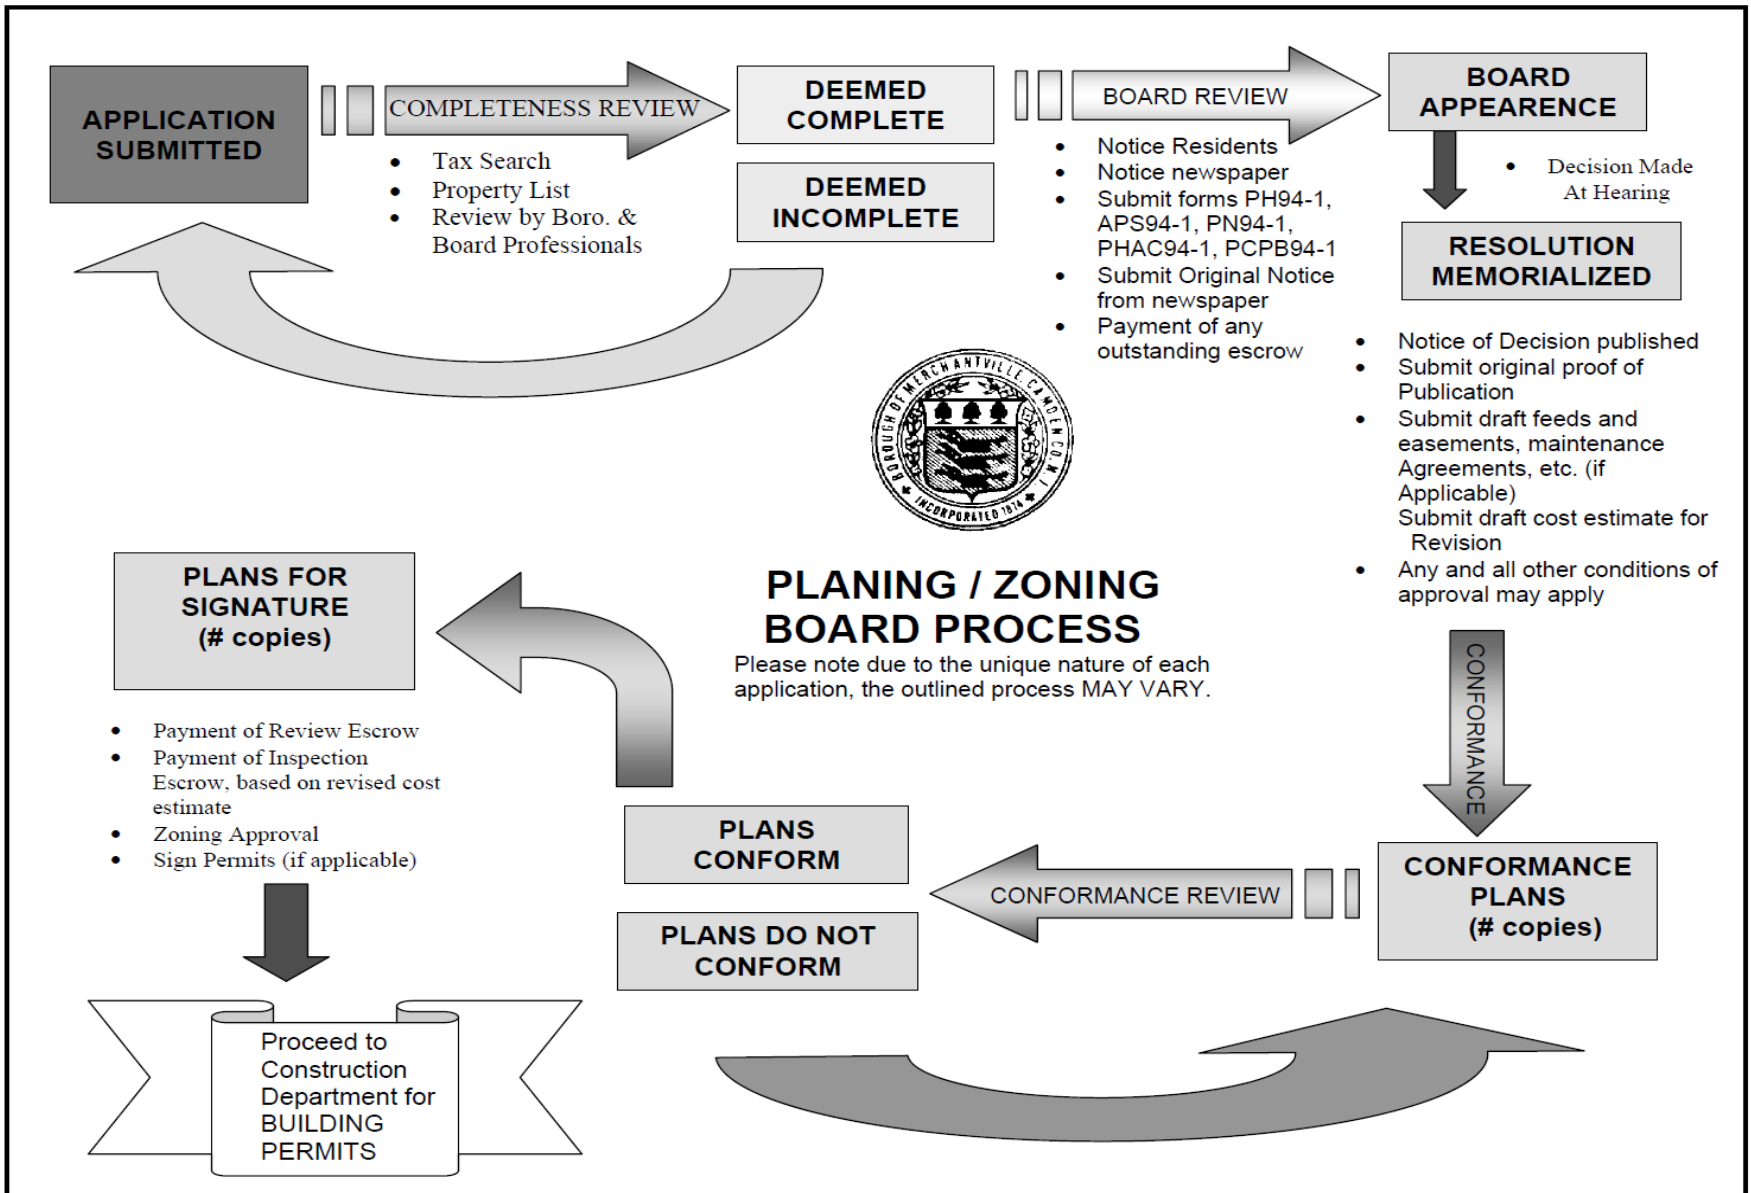 APPLICATION
SUBMITTED
COMPLETENESS REVIEW
• Tax Search
• Property List
• Review by Boro. &
Board Professionals
DEEMED
COMPLETE
DEEMED
INCOMPLETE
BOARD REVIEW
• Notice Residents
• Notice newspaper
• Submit forms PH94-1,
APS94-1, PN94-1,
PHAC94-1, PCPB94-1
• Submit Original Notice
from newspaper
• Payment of any
outstanding escrow
BOARD
APPEARENCE
• Decision Made
At Hearing
RESOLUTION
MEMORIALIZED
• Notice of Decision published
• Submit original proof of
Publication
• Submit draft feeds and
easements, maintenance
Agreements, etc. (if
Applicable)
Submit draft cost estimate for
Revision
• Any and all other conditions of
approval may apply
BOROUGH OF MERCHANTVILLE, CAMDEN CO. N. J.
INCORPORATED 1874
PLANING / ZONING
BOARD PROCESS
Please note due to the unique nature of each
application, the outlined process MAY VARY.
CONFORMANCE
CONFORMANCE
PLANS
(# copies)
CONFORMANCE REVIEW
PLANS
CONFORM
PLANS DO NOT
CONFORM
PLANS FOR
SIGNATURE
(# copies)
• Payment of Review Escrow
• Payment of Inspection
Escrow, based on revised cost
estimate
• Zoning Approval
• Sign Permits (if applicable)
Proceed to
Construction
Department for
BUILDING
PERMITS